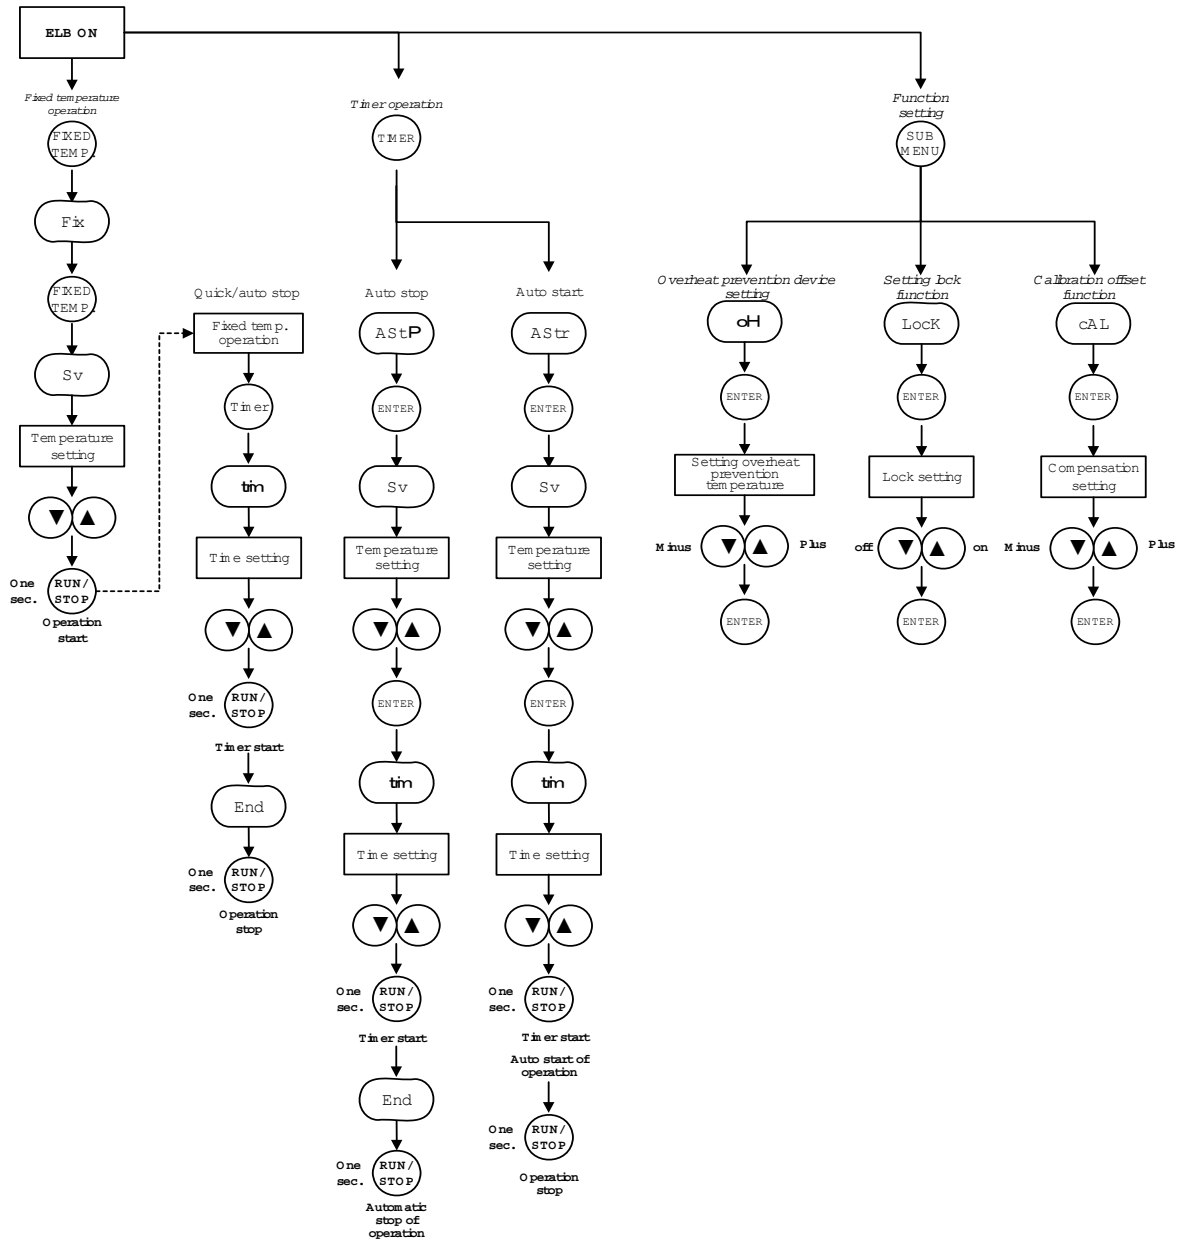 ELB ON
Fixed temperature
operation
FIXED
TEMP.
Fix
FIXED
TEMP.
Sv
Temperature
setting
▼ ▲
One
sec.
RUN/
STOP
Operation
start
Quick/auto stop
Fixed temp.
operation
Timer
tim
Time setting
▼ ▲
One
sec.
RUN/
STOP
Timer start
End
One
sec.
RUN/
STOP
Operation
stop
Timer operation
TIMER
Auto stop
AStP
ENTER
Sv
Temperature
setting
▼ ▲
ENTER
tim
Time setting
▼ ▲
One
sec.
RUN/
STOP
Timer start
End
One
sec.
RUN/
STOP
Automatic
stop of
operation
Auto start
AStr
ENTER
Sv
Temperature
setting
▼ ▲
ENTER
tim
Time setting
▼ ▲
One
sec.
RUN/
STOP
Timer start
Auto start of
operation
One
sec.
RUN/
STOP
Operation
stop
Function
setting
SUB
MENU
Overheat prevention device
setting
oH
ENTER
Setting overheat
prevention
temperature
Minus ▼ ▲ Plus
ENTER
Setting lock
function
LocK
ENTER
Lock setting
off ▼ ▲ on
ENTER
Calibration offset
function
cAL
ENTER
Compensation
setting
Minus ▼ ▲ Plus
ENTER